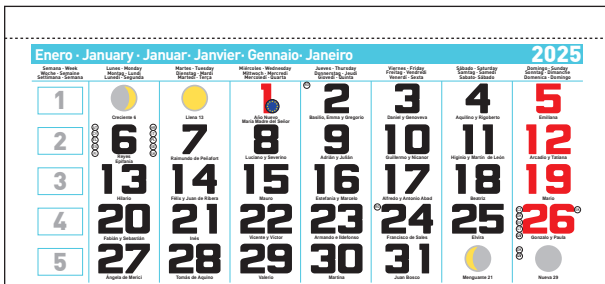 Enero · January · Januar · Janvier · Gennaio · Janeiro 2025
Semana - Week Lunes - Monday Martes - Tuesday Miércoles - Wednesday Jueves - Thursday Viernes - Friday Sábado - Saturday Domingo - Sunday
Woche - Semaine Montag - Lundi Dienstag - Mardi Mittwoch - Mercredi Donnerstag - Jeudi Freitag - Vendredi Samstag - Samedi Sonntag - Dimanche
Settimana - Semana Lunedì - Segunda Martedì - Terça Mercoledì - Quarta Giovedì - Quinta Venerdì - Sexta Sabato - Sábado Domenica - Domingo
1 1 2 3 4 5
Creciente 6 Llena 13 Año Nuevo Basilio, Emma y Gregorio Daniel y Genoveva Aquilino y Rigoberto Emiliana
María Madre del Señor
2 6 7 8 9 10 11 12
Reyes Raimundo de Peñafort Luciano y Severino Adrián y Julián Guillermo y Nicanor Higinio y Martín de León Arcadio y Tatiana
Epifanía
3 13 14 15 16 17 18 19
Hilario Félix y Juan de Ribera Mauro Estefanía y Marcelo Alfredo y Antonio Abad Beatriz Mario
4 20 21 22 23 24 25 26
Fabián y Sebastián Inés Vicente y Víctor Armando e Ildefonso Francisco de Sales Elvira Gonzalo y Paula
5 27 28 29 30 31
Ángela de Merici Tomás de Aquino Valerio Martina Juan Bosco Menguante 21 Nueva 29